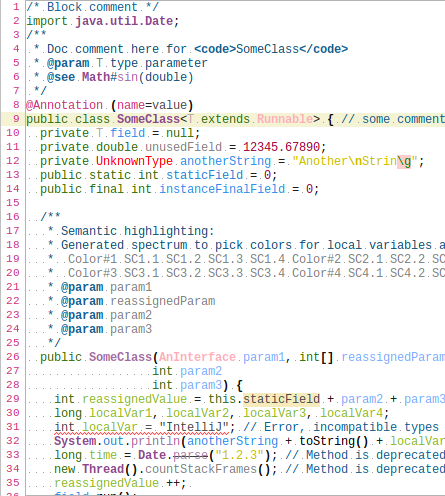 1 /* Block comment */
2 import java.util.Date;
3 /**
4 * Doc comment here for <code>SomeClass</code>
5 * @param T type parameter
6 * @see Math#sin(double)
7 */
8 @Annotation (name=value)
9 public class SomeClass<T extends Runnable> { // some comment
10 private T field = null;
11 private double unusedField = 12345.67890;
12 private UnknownType anotherString = "Another\nStrin\g";
13 public static int staticField = 0;
14 public final int instanceFinalField = 0;
15
16 /**
17 * Semantic highlighting:
18 * Generated spectrum to pick colors for local variables a
19 * Color#1 SC1.1 SC1.2 SC1.3 SC1.4 Color#2 SC2.1 SC2.2 SC
20 * Color#3 SC3.1 SC3.2 SC3.3 SC3.4 Color#4 SC4.1 SC4.2 SC
21 * @param param1
22 * @param reassignedParam
23 * @param param2
24 * @param param3
25 */
26 public SomeClass(AnInterface param1, int[] reassignedParam
27 int param2
28 int param3) {
29 int reassignedValue = this.staticField + param2 + param3
30 long localVar1, localVar2, localVar3, localVar4;
31 int localVar = "IntelliJ"; // Error, incompatible types
32 System.out.println(anotherString + toString() + localVar
33 long time = Date.parse("1.2.3"); // Method is deprecated
34 new Thread().countStackFrames(); // Method is deprecated
35 reassignedValue ++;